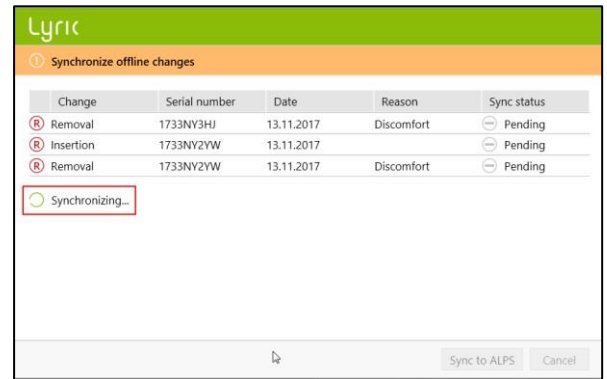 Lyric
Synchronize offline changes
Change Serial number Date Reason Sync status
R Removal 1733NY3HJ 13.11.2017 Discomfort Pending
R Insertion 1733NY2YW 13.11.2017 Pending
R Removal 1733NY2YW 13.11.2017 Discomfort Pending
Synchronizing...
Sync to ALPS Cancel